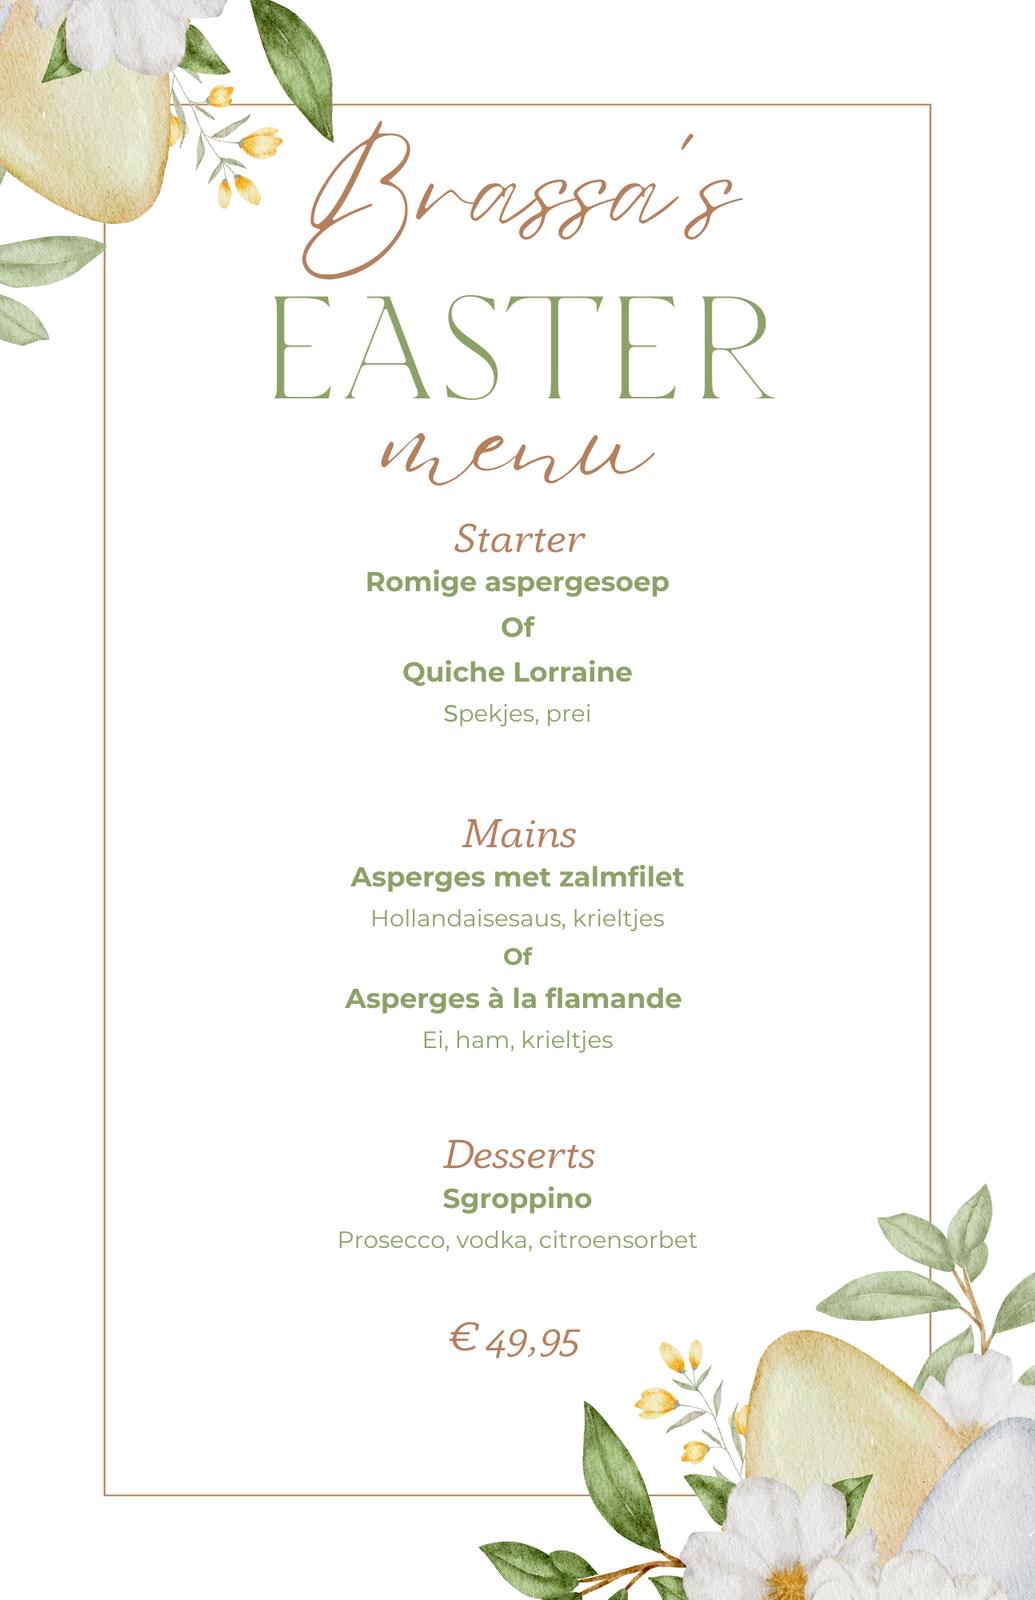 Brassa's
EASTER
menu
Starter
Romige aspergesoep
Of
Quiche Lorraine
Spekjes, prei
Mains
Asperges met zalmfilet
Hollandaisesaus, krieltjes
Of
Asperges à la flamande
Ei, ham, krieltjes
Desserts
Sgroppino
Prosecco, vodka, citroensorbet
€ 49,95